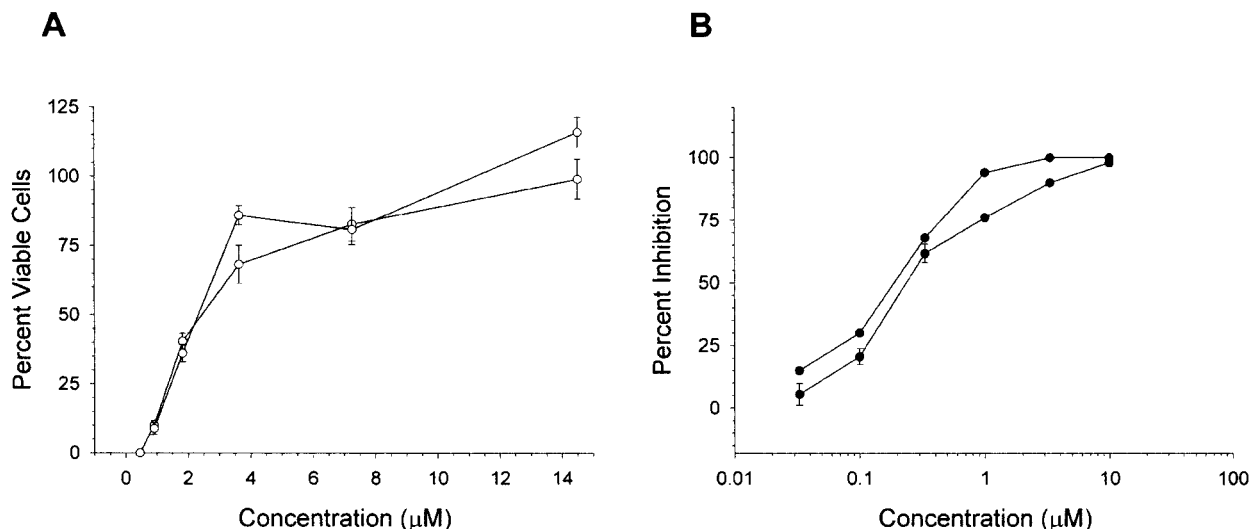 A
B
125
100
75
50
25
0
Percent Viable Cells
0 2 4 6 8 10 12 14
Concentration (μM)
100
75
50
25
0
Percent Inhibition
0.01 0.1 1 10 100
Concentration (μM)